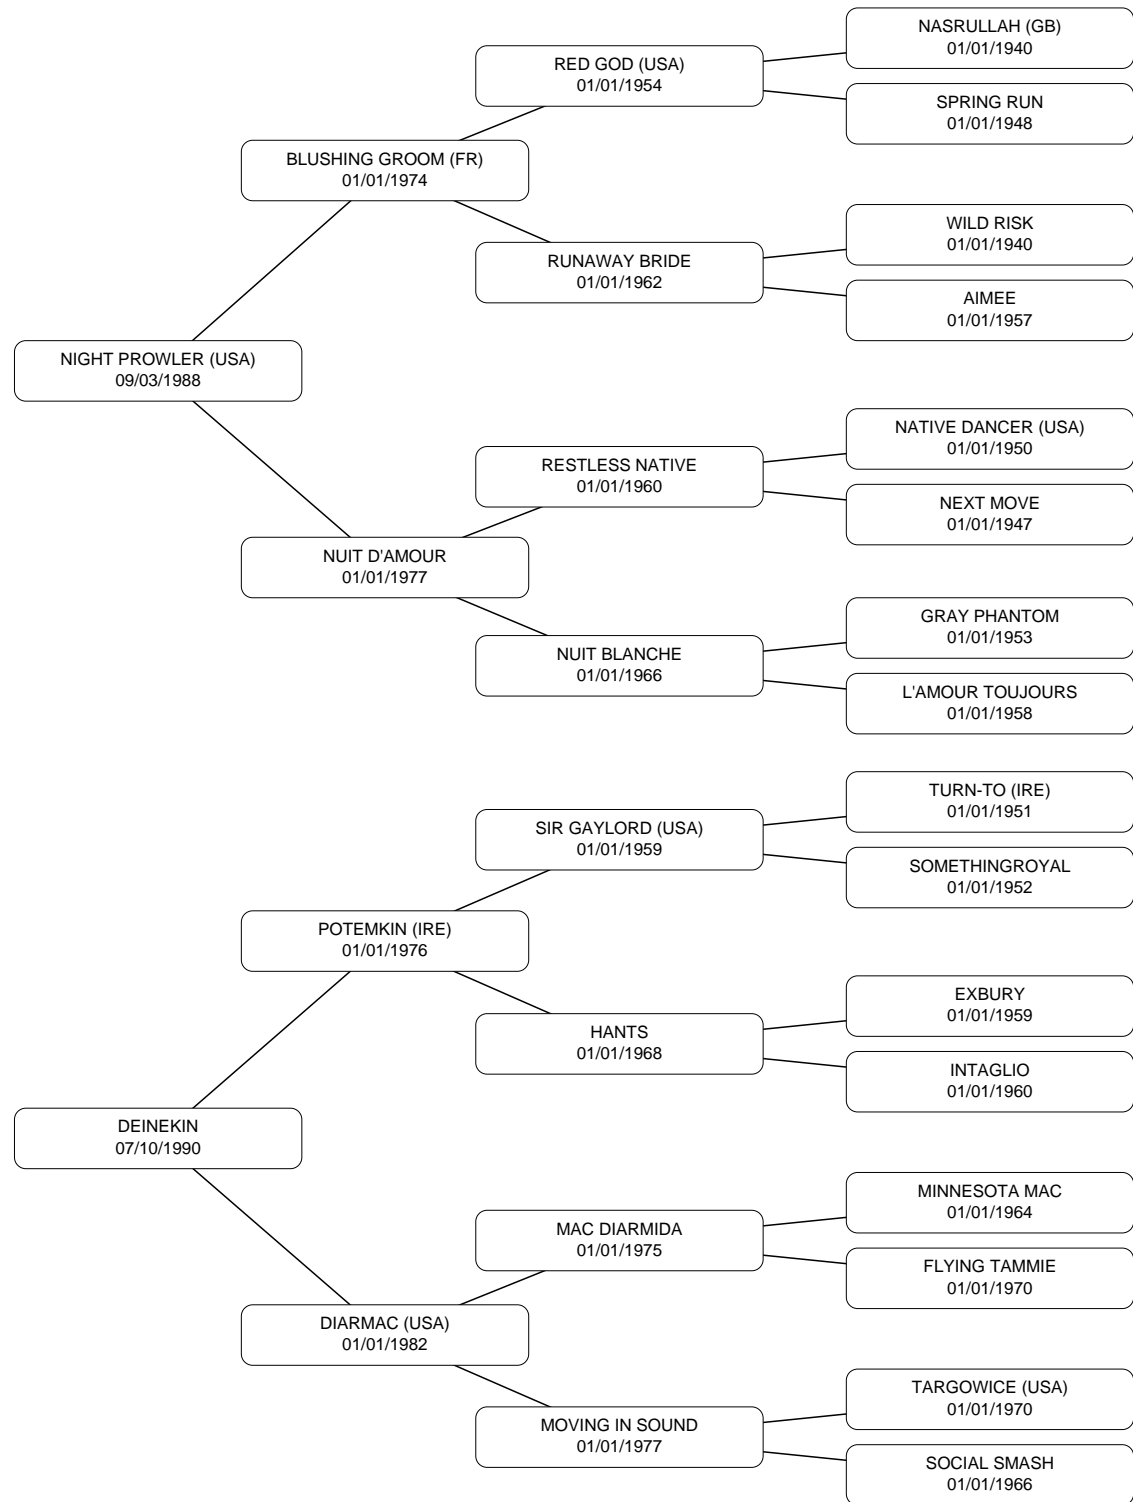 NASRULLAH (GB)
01/01/1940
RED GOD (USA)
01/01/1954
SPRING RUN
01/01/1948
BLUSHING GROOM (FR)
01/01/1974
WILD RISK
01/01/1940
RUNAWAY BRIDE
01/01/1962
AIMEE
01/01/1957
NIGHT PROWLER (USA)
09/03/1988
NATIVE DANCER (USA)
01/01/1950
RESTLESS NATIVE
01/01/1960
NEXT MOVE
01/01/1947
NUIT D'AMOUR
01/01/1977
GRAY PHANTOM
01/01/1953
NUIT BLANCHE
01/01/1966
L'AMOUR TOUJOURS
01/01/1958
TURN-TO (IRE)
01/01/1951
SIR GAYLORD (USA)
01/01/1959
SOMETHINGROYAL
01/01/1952
POTEMKIN (IRE)
01/01/1976
EXBURY
01/01/1959
HANTS
01/01/1968
INTAGLIO
01/01/1960
DEINEKIN
07/10/1990
MINNESOTA MAC
01/01/1964
MAC DIARMIDA
01/01/1975
FLYING TAMMIE
01/01/1970
DIARMAC (USA)
01/01/1982
TARGOWICE (USA)
01/01/1970
MOVING IN SOUND
01/01/1977
SOCIAL SMASH
01/01/1966